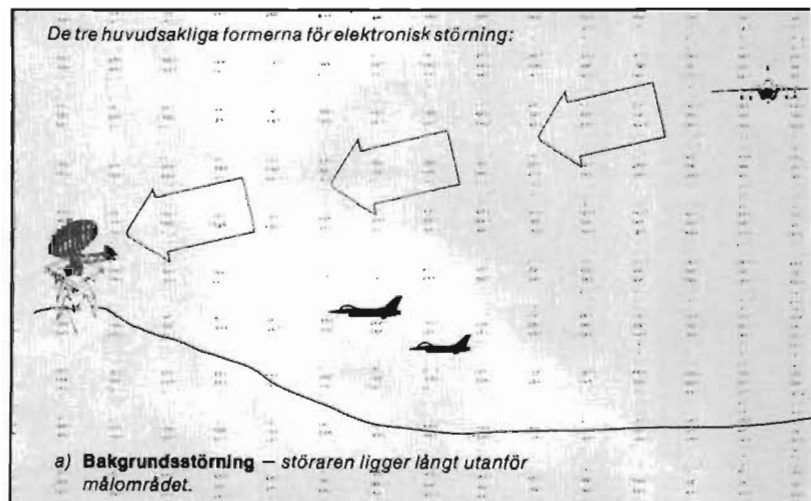 De tre huvudsakliga formerna för elektronisk störning:
a) Bakgrundsstörning – störaren ligger långt utanför
målområdet.